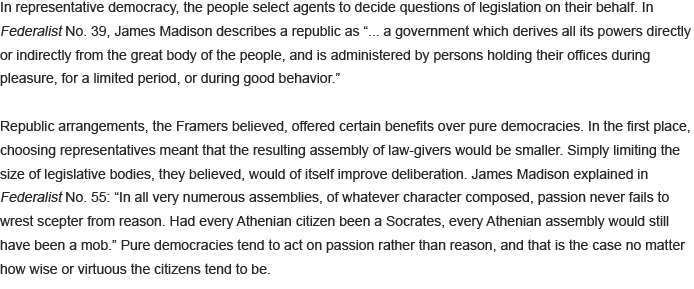 In representative democracy, the people select agents to decide questions of legislation on their behalf. In
Federalist No. 39, James Madison describes a republic as “... a government which derives all its powers directly
or indirectly from the great body of the people, and is administered by persons holding their offices during
pleasure, for a limited period, or during good behavior.”
Republic arrangements, the Framers believed, offered certain benefits over pure democracies. In the first place,
choosing representatives meant that the resulting assembly of law-givers would be smaller. Simply limiting the
size of legislative bodies, they believed, would of itself improve deliberation. James Madison explained in
Federalist No. 55: “In all very numerous assemblies, of whatever character composed, passion never fails to
wrest scepter from reason. Had every Athenian citizen been a Socrates, every Athenian assembly would still
have been a mob.” Pure democracies tend to act on passion rather than reason, and that is the case no matter
how wise or virtuous the citizens tend to be.